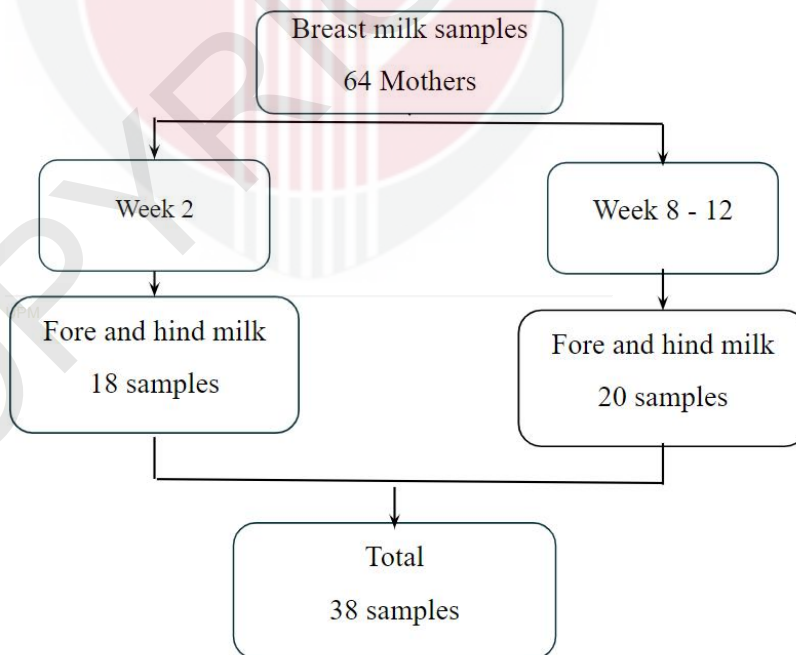 Breast milk samples
64 Mothers
Week 2
Week 8 - 12
Fore and hind milk
18 samples
Fore and hind milk
20 samples
Total
38 samples